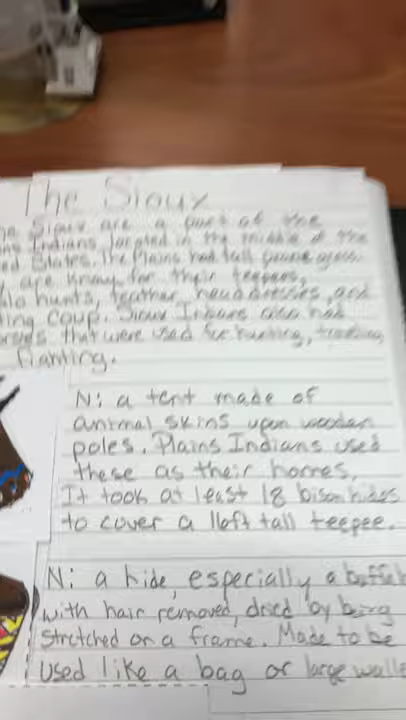 The Sioux
Sioux are a part of the
Indians located in the middle of the
States. The Plains had tall
are know for their teepees,
hunts, feather headdresses, and
coup. Sioux also had
that were used for hunting, traveling,
N: a tent made of
animal skins upon wooden
poles. Plains Indians used
these as their homes.
It took at least 18 bison hides
to cover a 11 eft tall teepee.
N: a hide, especially a
with hair removed, dried by being
stretched on a frame. Made to be
used like a bag or large